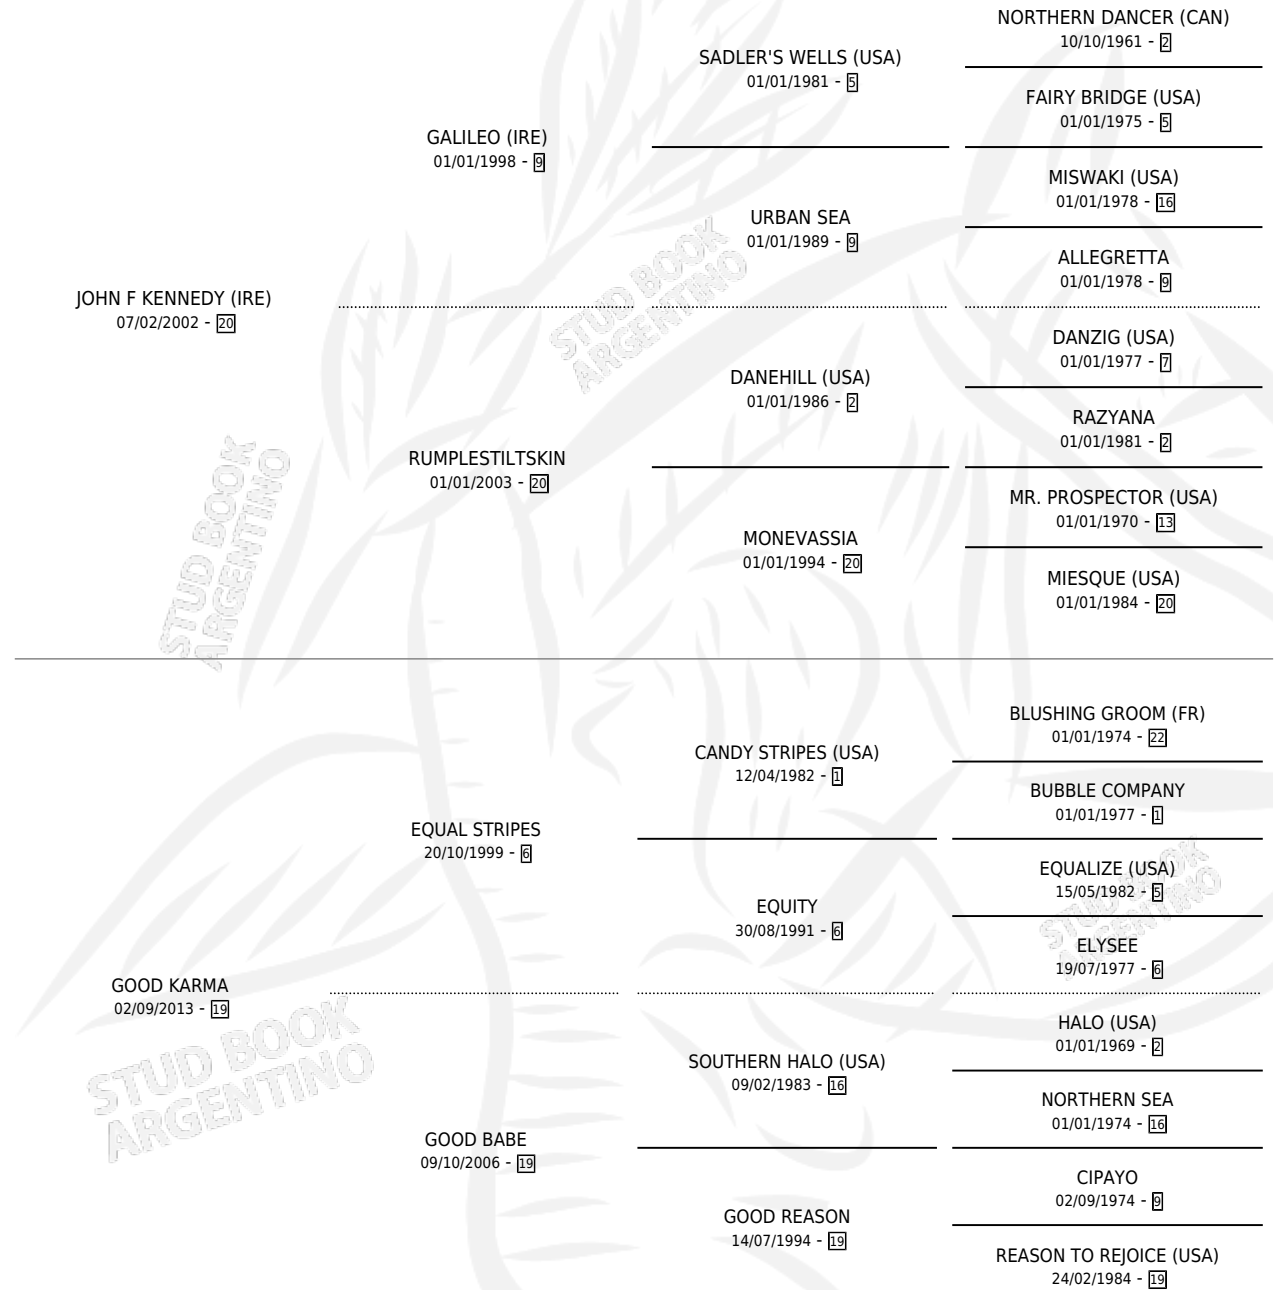 NORTHERN DANCER (CAN)
10/10/1961 - 2
SADLER'S WELLS (USA)
01/01/1981 - 5
FAIRY BRIDGE (USA)
01/01/1975 - 5
GALILEO (IRE)
01/01/1998 - 9
MISWAKI (USA)
01/01/1978 - 16
URBAN SEA
01/01/1989 - 9
ALLEGRETTA
01/01/1978 - 9
JOHN F KENNEDY (IRE)
07/02/2002 - 20
DANZIG (USA)
01/01/1977 - 7
DANEHILL (USA)
01/01/1986 - 2
RAZYANA
01/01/1981 - 2
RUMPLESTILTSKIN
01/01/2003 - 20
MR. PROSPECTOR (USA)
01/01/1970 - 13
MONEVASSIA
01/01/1994 - 20
MIESQUE (USA)
01/01/1984 - 20
BLUSHING GROOM (FR)
01/01/1974 - 22
CANDY STRIPES (USA)
12/04/1982 - 1
BUBBLE COMPANY
01/01/1977 - 1
EQUAL STRIPES
20/10/1999 - 6
EQUALIZE (USA)
15/05/1982 - 5
EQUITY
30/08/1991 - 6
ELYSEE
19/07/1977 - 6
GOOD KARMA
02/09/2013 - 19
HALO (USA)
01/01/1969 - 2
SOUTHERN HALO (USA)
09/02/1983 - 16
NORTHERN SEA
01/01/1974 - 16
GOOD BABE
09/10/2006 - 19
CIPAYO
02/09/1974 - 9
GOOD REASON
14/07/1994 - 19
REASON TO REJOICE (USA)
24/02/1984 - 19
STUD BOOK
ARGENTINO
STUD BOOK
ARGENTINO
STUD BOOK
ARGENTINO
STUD BOOK
ARGENTINO